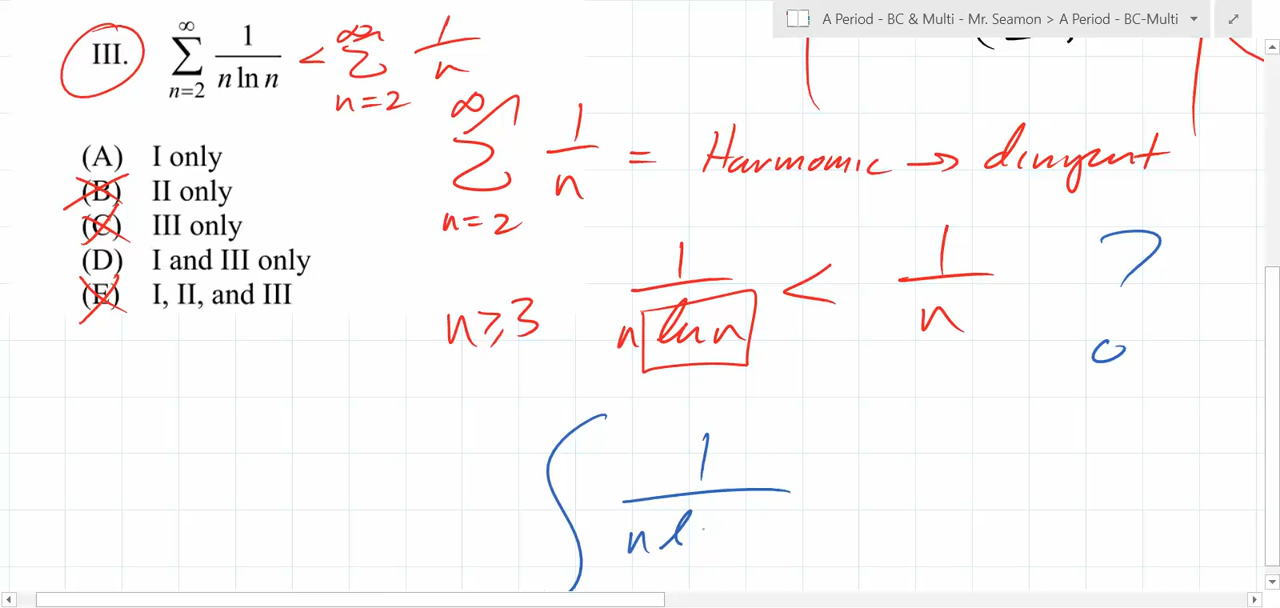 A Period - BC & Multi - Mr. Seamon > A Period - BC-Multi
III. ∞ ∑ n=2 1/(n ln n) < ∞ ∑ n=2 1/n
∞ ∑ n=2 1/n = Harmonic → divergent
(A) I only
(B) II only
(C) III only
(D) I and III only
(E) I, II, and III
n ≥ 3 1/(n ln n) < 1/n ?
∫ 1/(n l